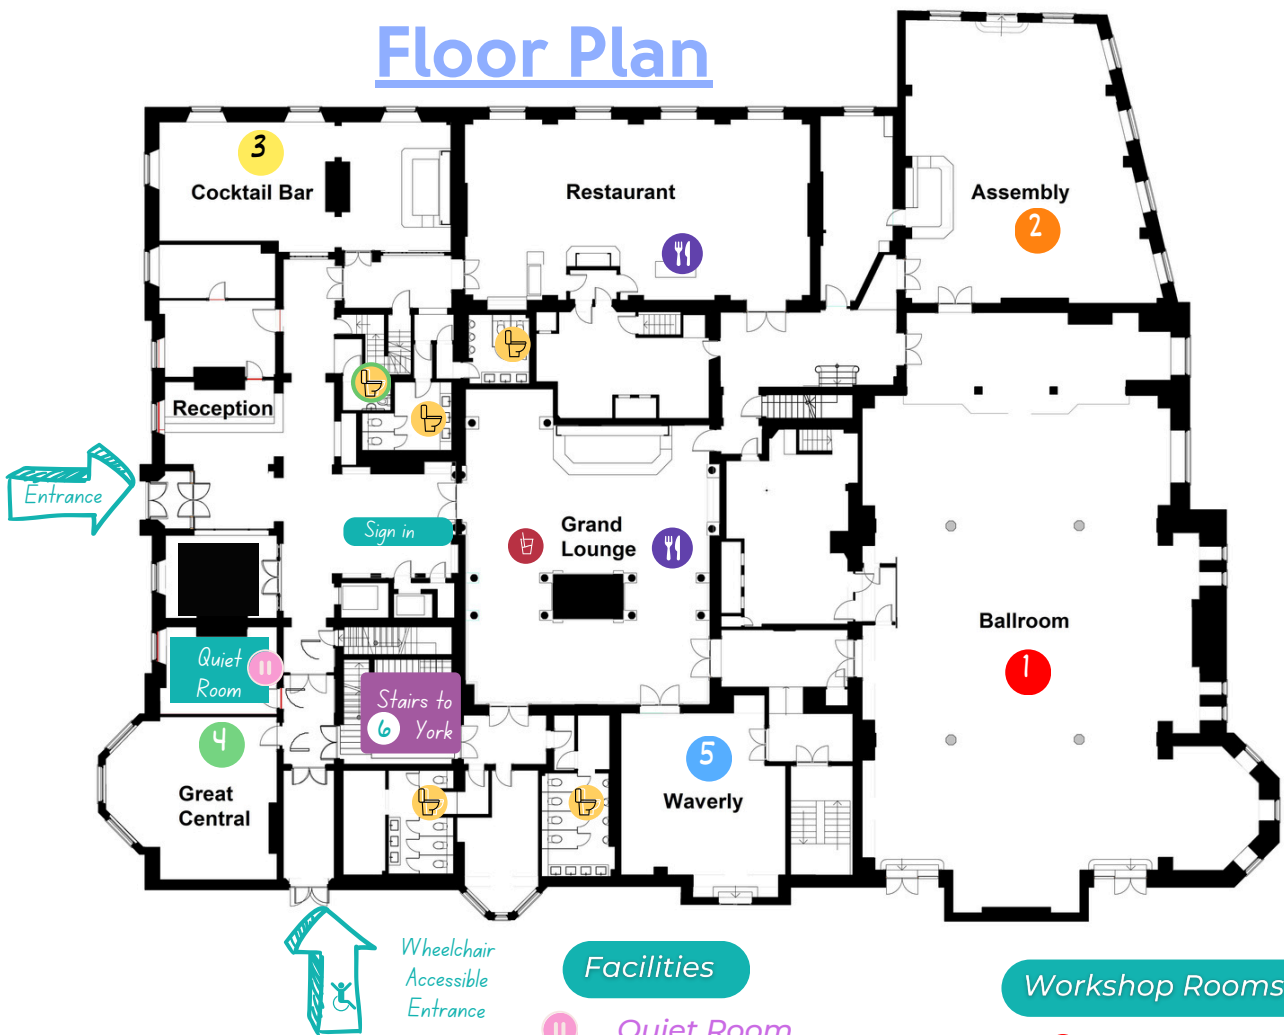 Floor Plan
3
Cocktail Bar
Restaurant
Assembly
2
Reception
Entrance
Sign in
Grand
Lounge
Ballroom
1
Quiet
Room
Stairs to
6 York
4
Great
Central
5
Waverly
Wheelchair
Accessible
Entrance
Facilities
Quiet Room
Workshop Rooms